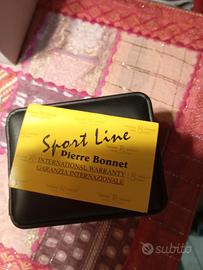 Sport Line
Pierre Bonnet
INTERNATIONAL WARRANTY
GARANZIA INTERNAZIONALE
subito